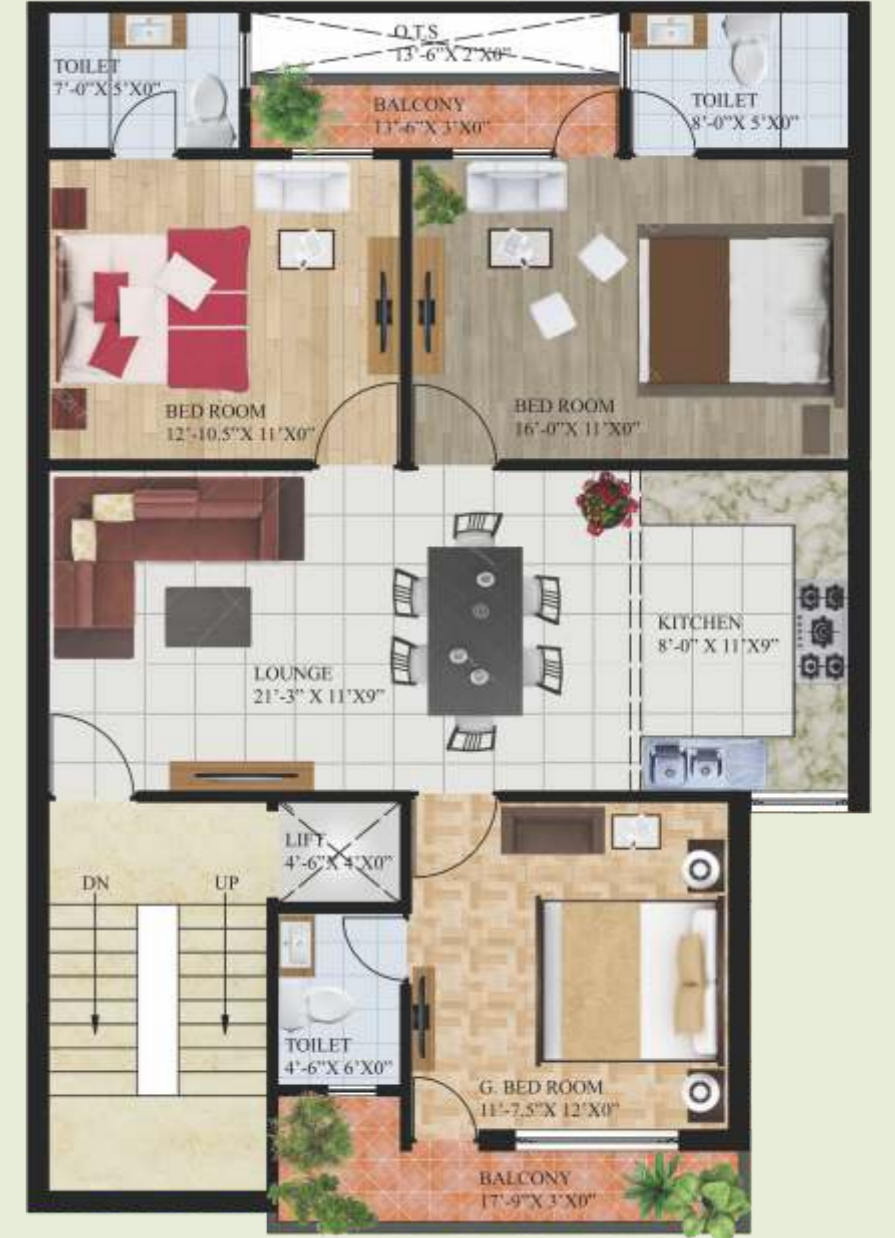 O.T.S
13'-6"X 2'X0"
TOILET
7'-0"X 5'X0"
BALCONY
13'-6"X 3'X0"
TOILET
8'-0"X 5'X0"
BED ROOM
12'-10.5"X 11'X0"
BED ROOM
16'-0"X 11'X0"
KITCHEN
8'-0" X 11'X9"
LOUNGE
21'-3" X 11'X9"
LIFT
4'-6"X 4'X0"
DN
UP
TOILET
4'-6"X 6'X0"
G. BED ROOM
11'-7.5"X 12'X0"
BALCONY
17'-9"X 3'X0"